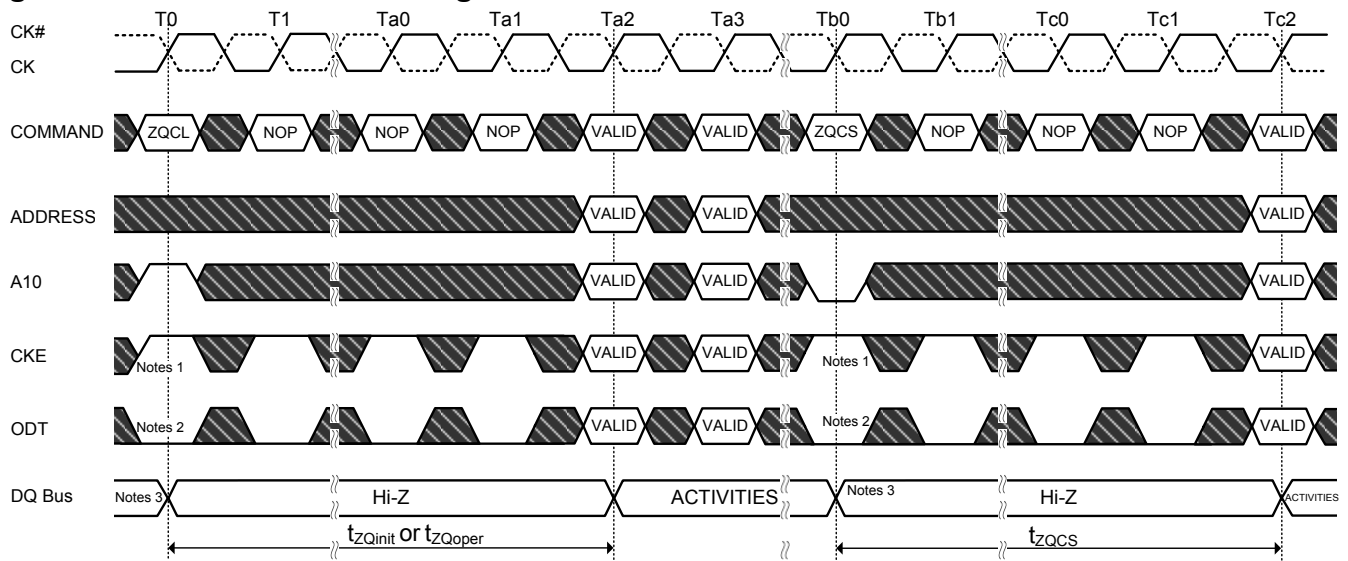 T0 T1 Ta0 Ta1 Ta2 Ta3 Tb0 Tb1 Tc0 Tc1 Tc2
CK#
CK
COMMAND ZQCL NOP NOP NOP VALID VALID ZQCS NOP NOP NOP VALID
ADDRESS VALID VALID VALID
A10 VALID VALID VALID
CKE Notes 1 VALID VALID Notes 1 VALID
ODT Notes 2 VALID VALID Notes 2 VALID
DQ Bus Notes 3 Hi-Z ACTIVITIES Notes 3 Hi-Z ACTIVITIES
tZQinit or tZQoper tZQCS